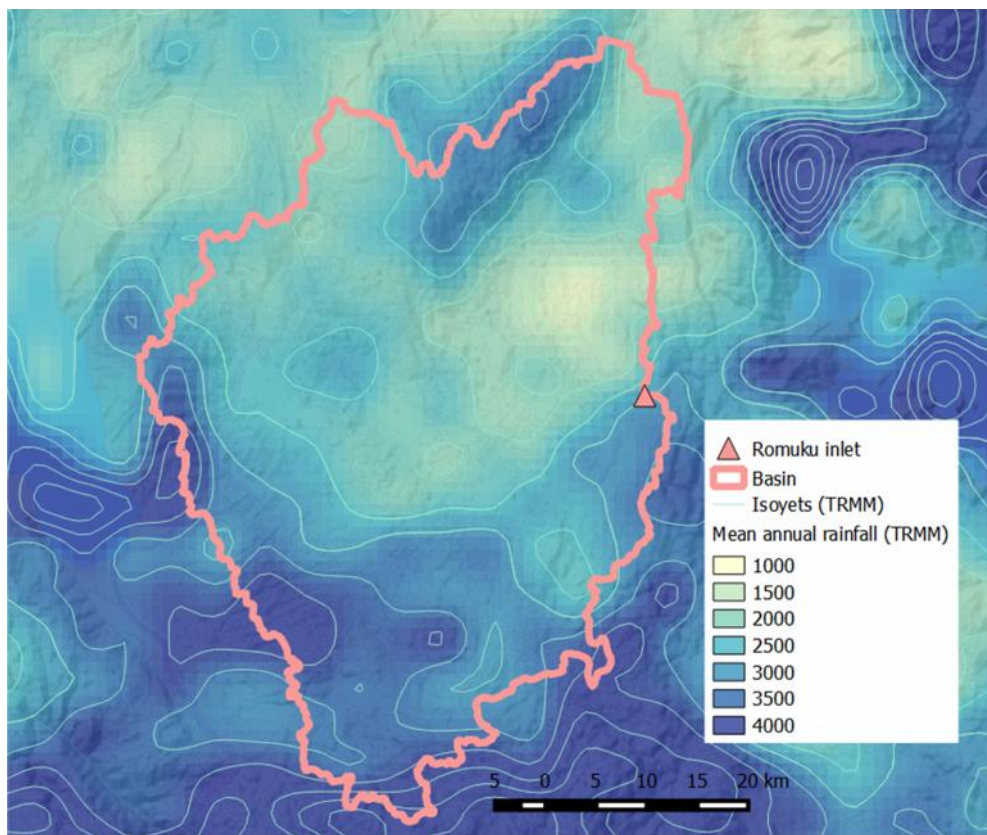 Romuku inlet
Basin
Isoyets (TRMM)
Mean annual rainfall (TRMM)
1000
1500
2000
2500
3000
3500
4000
5 0 5 10 15 20 km